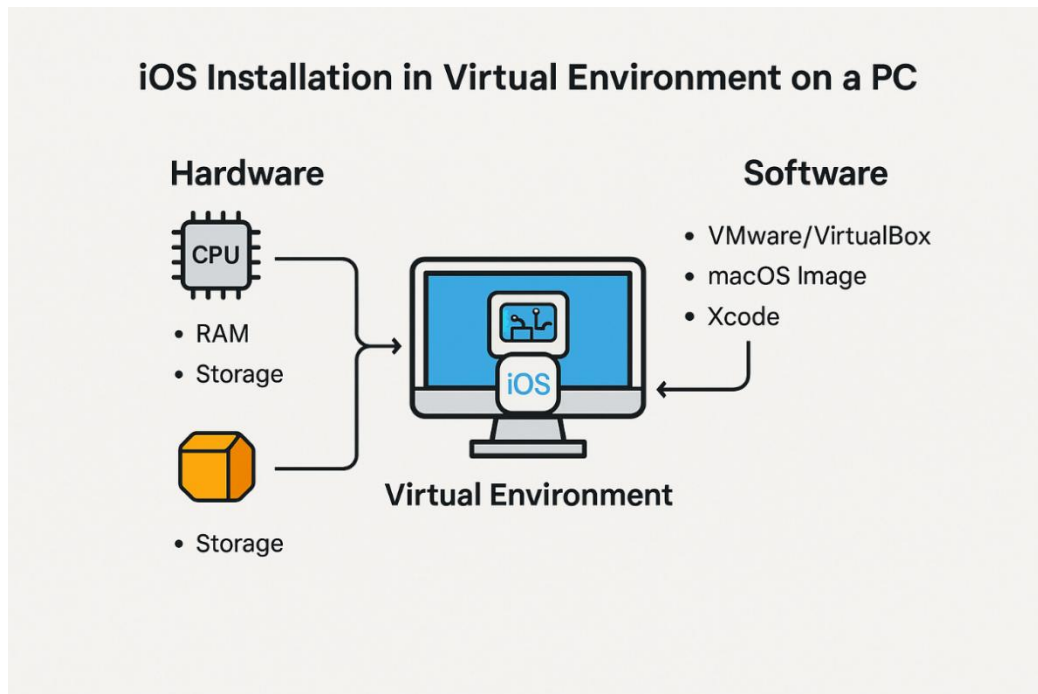 iOS Installation in Virtual Environment on a PC
Hardware
CPU
• RAM
• Storage
• Storage
iOS
Virtual Environment
Software
• VMware/VirtualBox
• macOS Image
• Xcode